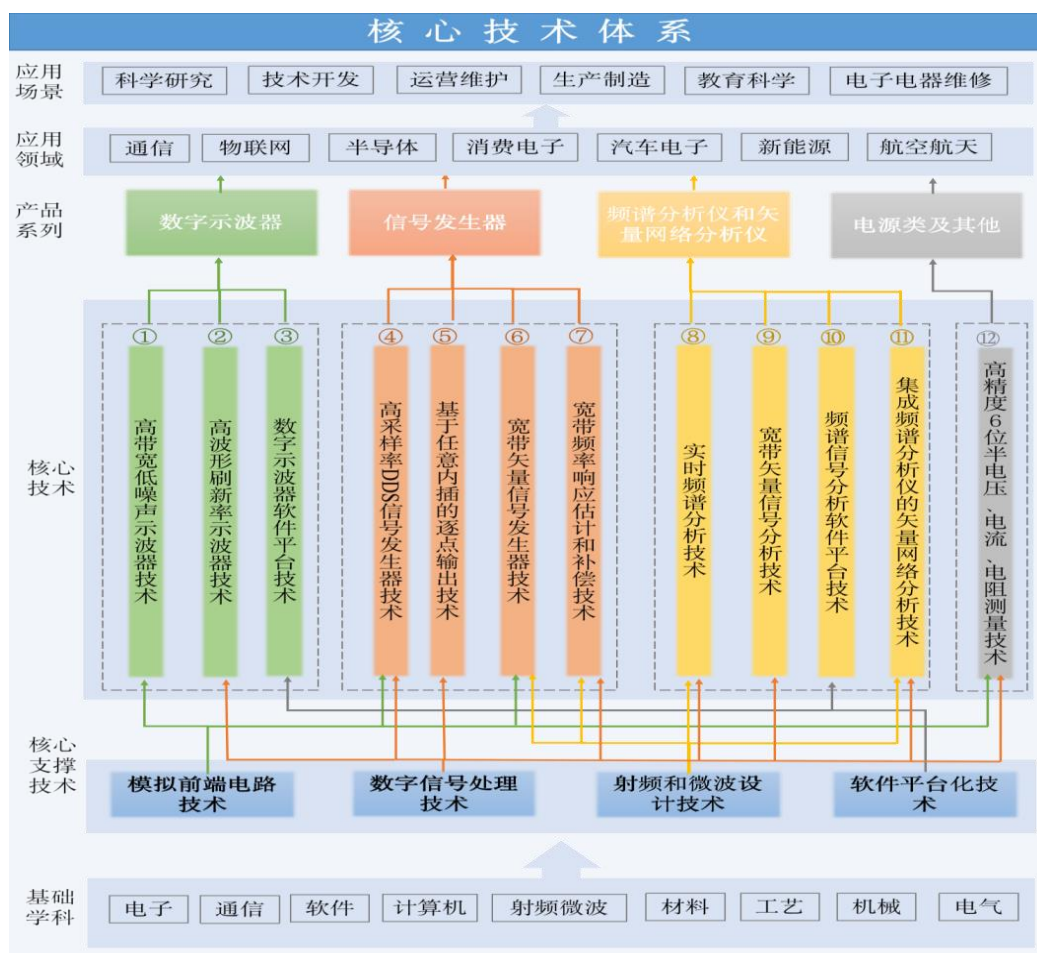 核心技术体系
应用
场景
科学研究
技术开发
运营维护
生产制造
教育科学
电子电器维修
应用
领域
通信
物联网
半导体
消费电子
汽车电子
新能源
航空航天
产品
系列
数字示波器
信号发生器
频谱分析仪和矢
量网络分析仪
电源类及其他
核心
技术
①
高带宽低噪声示波器技术
②
高波形刷新率示波器技术
③
数字示波器软件平台技术
④
高采样率DDS信号发生器技术
⑤
基于任意内插的逐点输出技术
⑥
宽带矢量信号发生器技术
⑦
宽带频率响应估计和补偿技术
⑧
实时频谱分析技术
⑨
宽带矢量信号分析技术
⑩
频谱信号分析软件平台技术
⑪
集成频谱分析仪的矢量网络分析技术
⑫
高精度6位半电压、电流、电阻测量技术
核心
支撑
技术
模拟前端电路
技术
数字信号处理
技术
射频和微波设
计技术
软件平台化技
术
基础
学科
电子
通信
软件
计算机
射频微波
材料
工艺
机械
电气